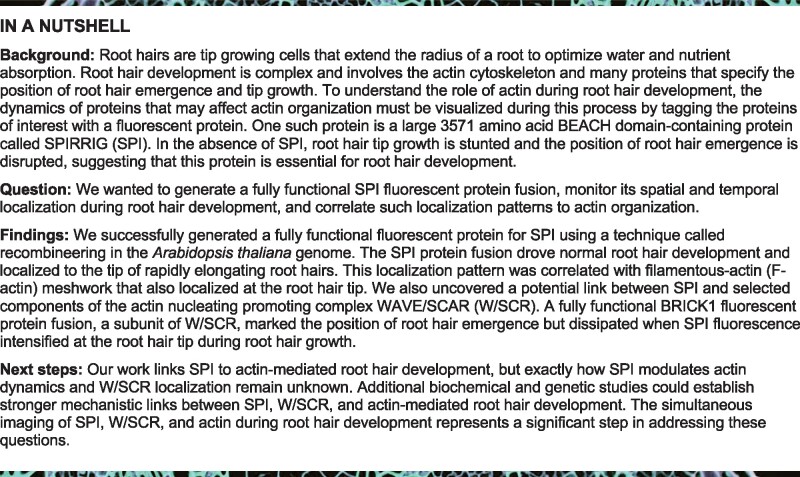 IN A NUTSHELL
Background: Root hairs are tip growing cells that extend the radius of a root to optimize water and nutrient
absorption. Root hair development is complex and involves the actin cytoskeleton and many proteins that specify the
position of root hair emergence and tip growth. To understand the role of actin during root hair development, the
dynamics of proteins that may affect actin organization must be visualized during this process by tagging the proteins
of interest with a fluorescent protein. One such protein is a large 3571 amino acid BEACH domain-containing protein
called SPIRRIG (SPI). In the absence of SPI, root hair tip growth is stunted and the position of root hair emergence is
disrupted, suggesting that this protein is essential for root hair development.
Question: We wanted to generate a fully functional SPI fluorescent protein fusion, monitor its spatial and temporal
localization during root hair development, and correlate such localization patterns to actin organization.
Findings: We successfully generated a fully functional fluorescent protein for SPI using a technique called
recombineering in the Arabidopsis thaliana genome. The SPI protein fusion drove normal root hair development and
localized to the tip of rapidly elongating root hairs. This localization pattern was correlated with filamentous-actin (F-
actin) meshwork that also localized at the root hair tip. We also uncovered a potential link between SPI and selected
components of the actin nucleating promoting complex WAVE/SCAR (W/SCR). A fully functional BRICK1 fluorescent
protein fusion, a subunit of W/SCR, marked the position of root hair emergence but dissipated when SPI fluorescence
intensified at the root hair tip during root hair growth.
Next steps: Our work links SPI to actin-mediated root hair development, but exactly how SPI modulates actin
dynamics and W/SCR localization remain unknown. Additional biochemical and genetic studies could establish
stronger mechanistic links between SPI, W/SCR, and actin-mediated root hair development. The simultaneous
imaging of SPI, W/SCR, and actin during root hair development represents a significant step in addressing these
questions.